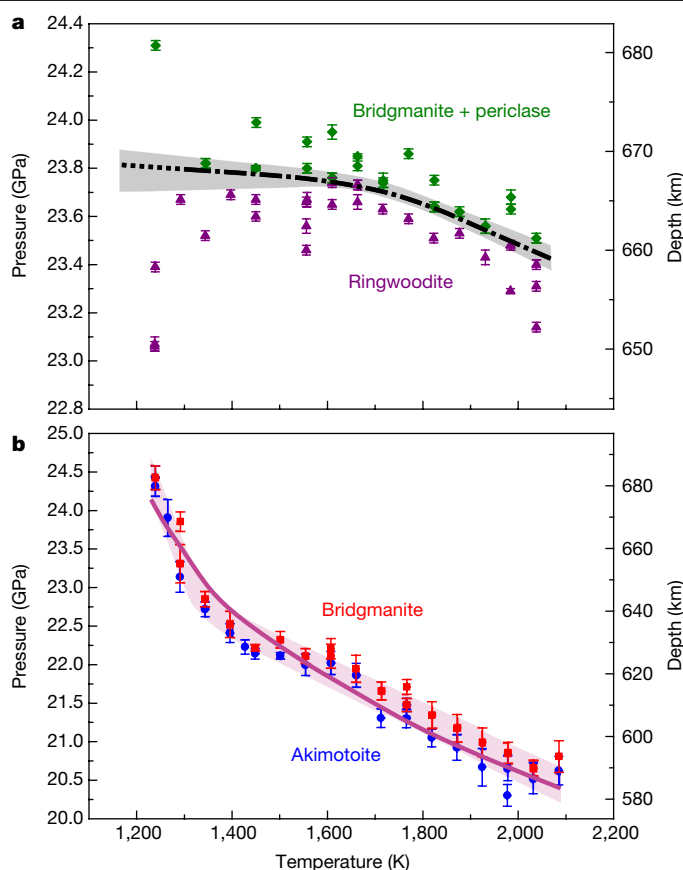 a
24.4
24.2
24.0
23.8
23.6
23.4
23.2
23.0
22.8
Pressure (GPa)
Bridgmanite + periclase
Ringwoodite
680
670
660
650
Depth (km)
b
25.0
24.5
24.0
23.5
23.0
22.5
22.0
21.5
21.0
20.5
20.0
Pressure (GPa)
Bridgmanite
Akimotoite
680
660
640
620
600
580
Depth (km)
1,200 1,400 1,600 1,800 2,000 2,200
Temperature (K)